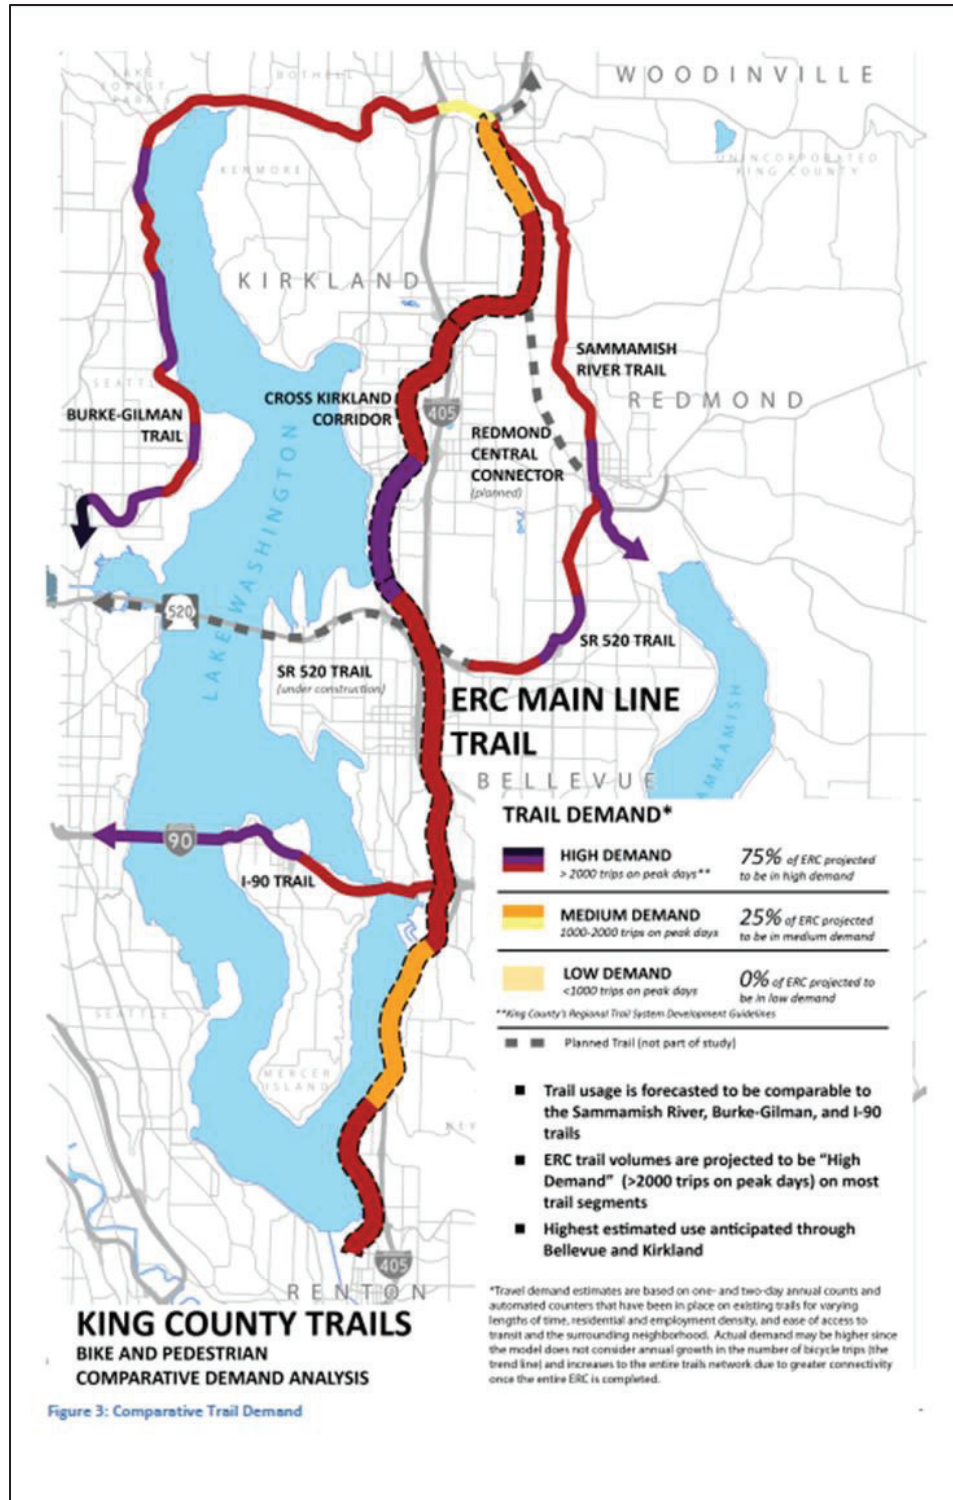 LAKE
FOREST
PARK
BOTHELL
WOODINVILLE
KENMORE
UNINCORPORATED
KING COUNTY
KIRKLAND
SAMMAMISH
RIVER TRAIL
SEATTLE
CROSS KIRKLAND
CORRIDOR
405
REDMOND
BURKE-GILMAN
TRAIL
REDMOND
CENTRAL
CONNECTOR
(planned)
LAKE WASHINGTON
520
SR 520 TRAIL
SR 520 TRAIL
(under construction)
ERC MAIN LINE
TRAIL
AMMAMISH
BELLEVUE
90
I-90 TRAIL
TRAIL DEMAND*
HIGH DEMAND
> 2000 trips on peak days**
75% of ERC projected
to be in high demand
MEDIUM DEMAND
1000-2000 trips on peak days
25% of ERC projected
to be in medium demand
LOW DEMAND
<1000 trips on peak days
0% of ERC projected to
be in low demand
**King County's Regional Trail System Development Guidelines
Planned Trail (not part of study)
SEATTLE
MERCER
ISLAND
■ Trail usage is forecasted to be comparable to
the Sammamish River, Burke-Gilman, and I-90
trails
■ ERC trail volumes are projected to be “High
Demand” (>2000 trips on peak days) on most
trail segments
■ Highest estimated use anticipated through
Bellevue and Kirkland
405
RENTON
*Travel demand estimates are based on one- and two-day annual counts and
automated counters that have been in place on existing trails for varying
lengths of time, residential and employment density, and ease of access to
transit and the surrounding neighborhood. Actual demand may be higher since
the model does not consider annual growth in the number of bicycle trips (the
trend line) and increases to the entire trails network due to greater connectivity
once the entire ERC is completed.
KING COUNTY TRAILS
BIKE AND PEDESTRIAN
COMPARATIVE DEMAND ANALYSIS
Figure 3: Comparative Trail Demand